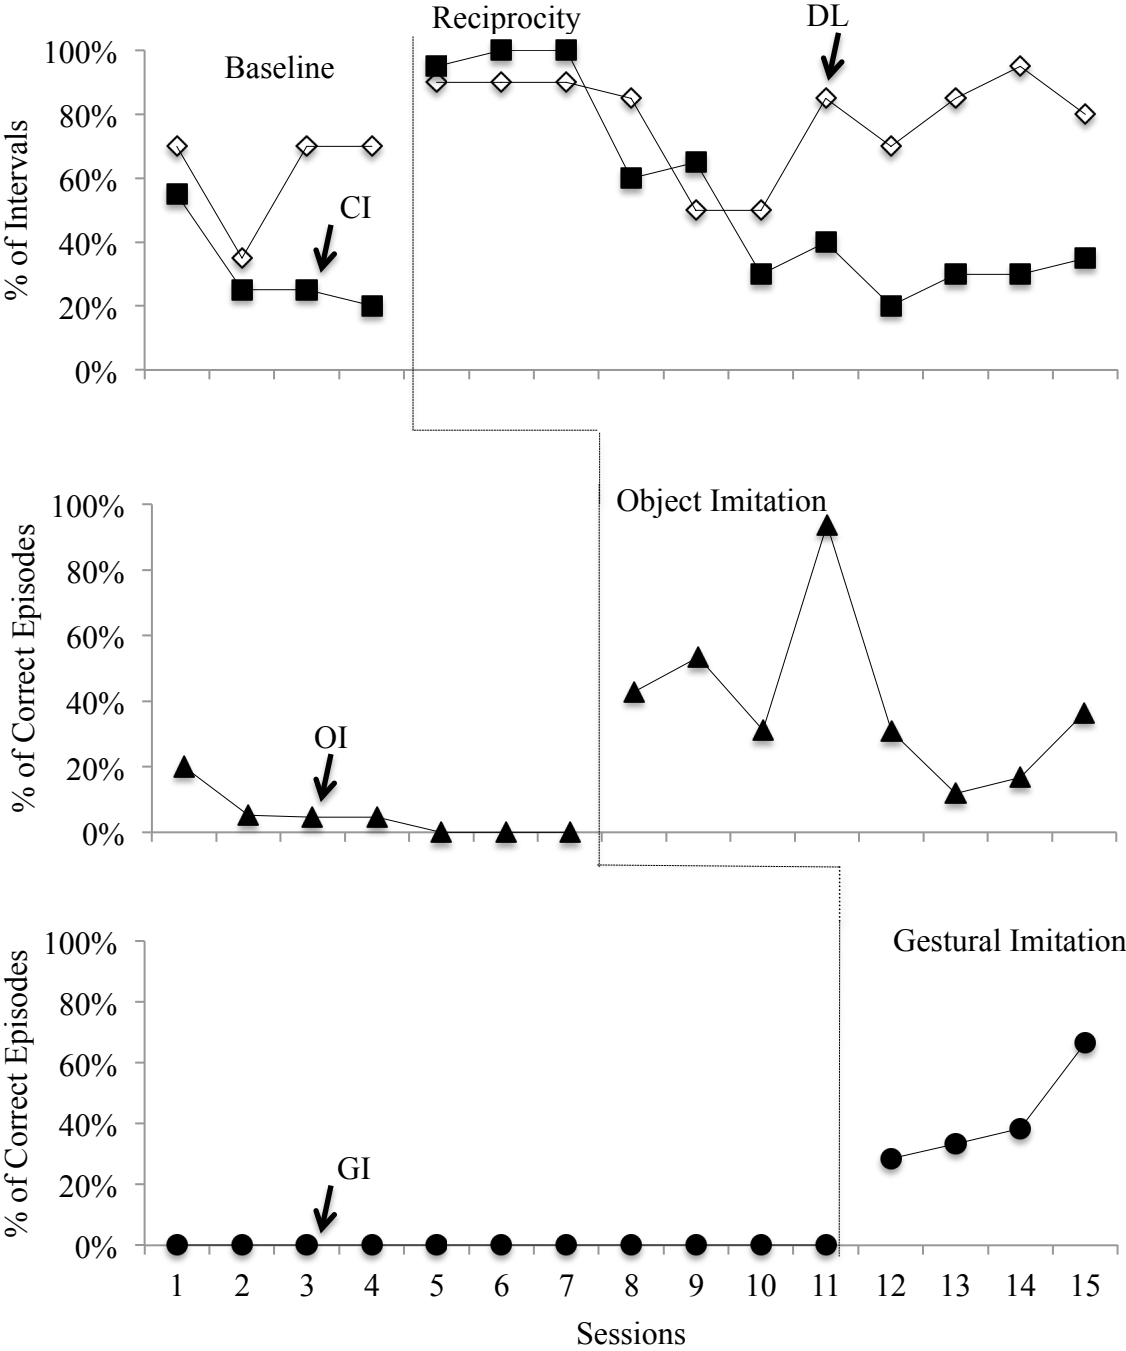 Reciprocity
DL
Baseline
100%
80%
60%
40%
20%
0%
% of Intervals
CI
Object Imitation
100%
80%
60%
40%
20%
0%
% of Correct Episodes
OI
Gestural Imitation
100%
80%
60%
40%
20%
0%
% of Correct Episodes
GI
1 2 3 4 5 6 7 8 9 10 11 12 13 14 15
Sessions